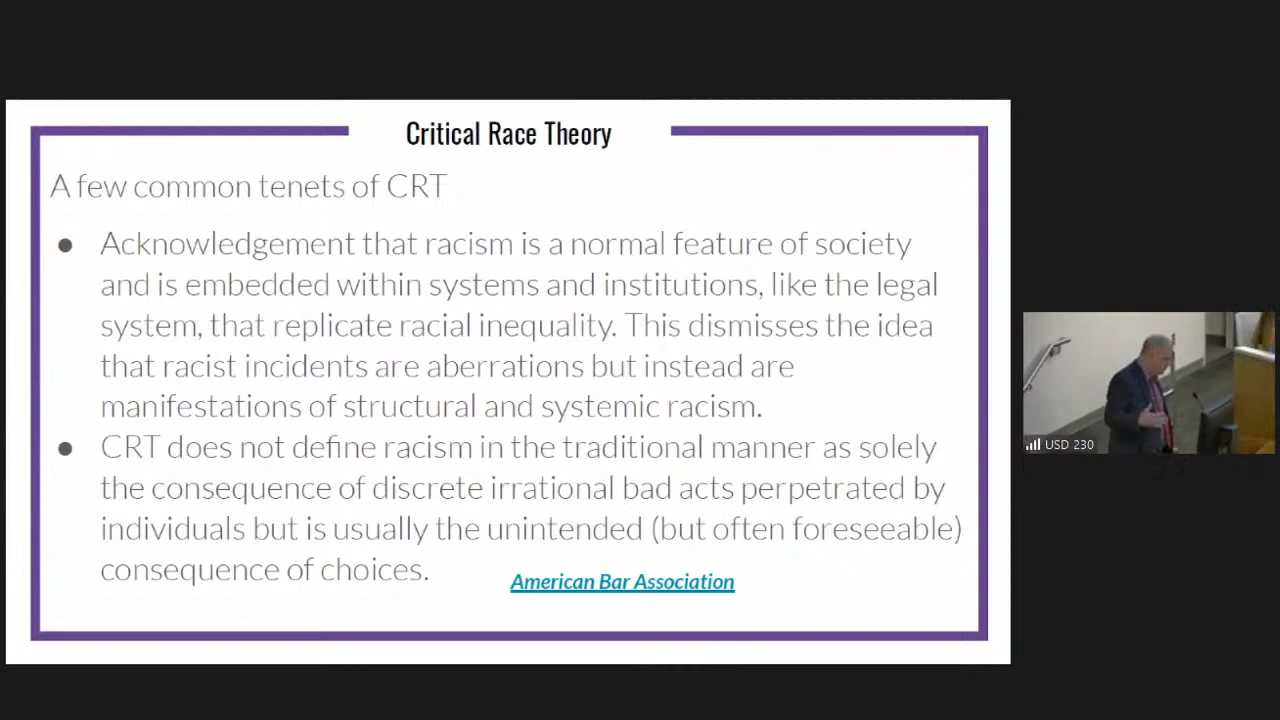 Critical Race Theory
A few common tenets of CRT
● Acknowledgement that racism is a normal feature of society
and is embedded within systems and institutions, like the legal
system, that replicate racial inequality. This dismisses the idea
that racist incidents are aberrations but instead are
manifestations of structural and systemic racism.
● CRT does not define racism in the traditional manner as solely
the consequence of discrete irrational bad acts perpetrated by
individuals but is usually the unintended (but often foreseeable)
consequence of choices.
American Bar Association
USD 230